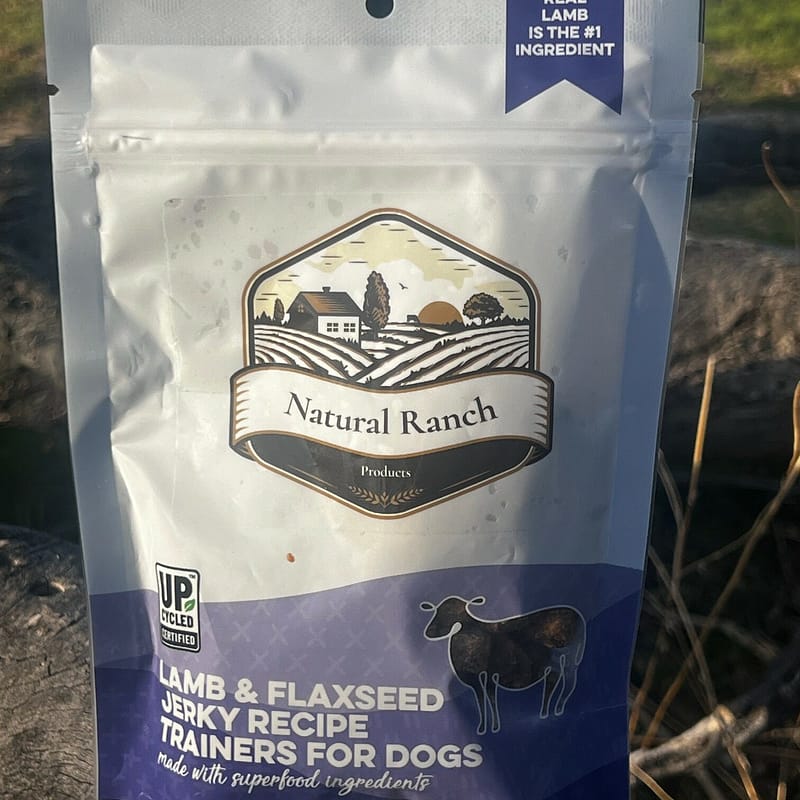 REAL
LAMB
IS THE #1
INGREDIENT
Natural Ranch
Products
UP
CYCLED
CERTIFIED
LAMB & FLAXSEED
JERKY RECIPE
TRAINERS FOR DOGS
made with superfood ingredients